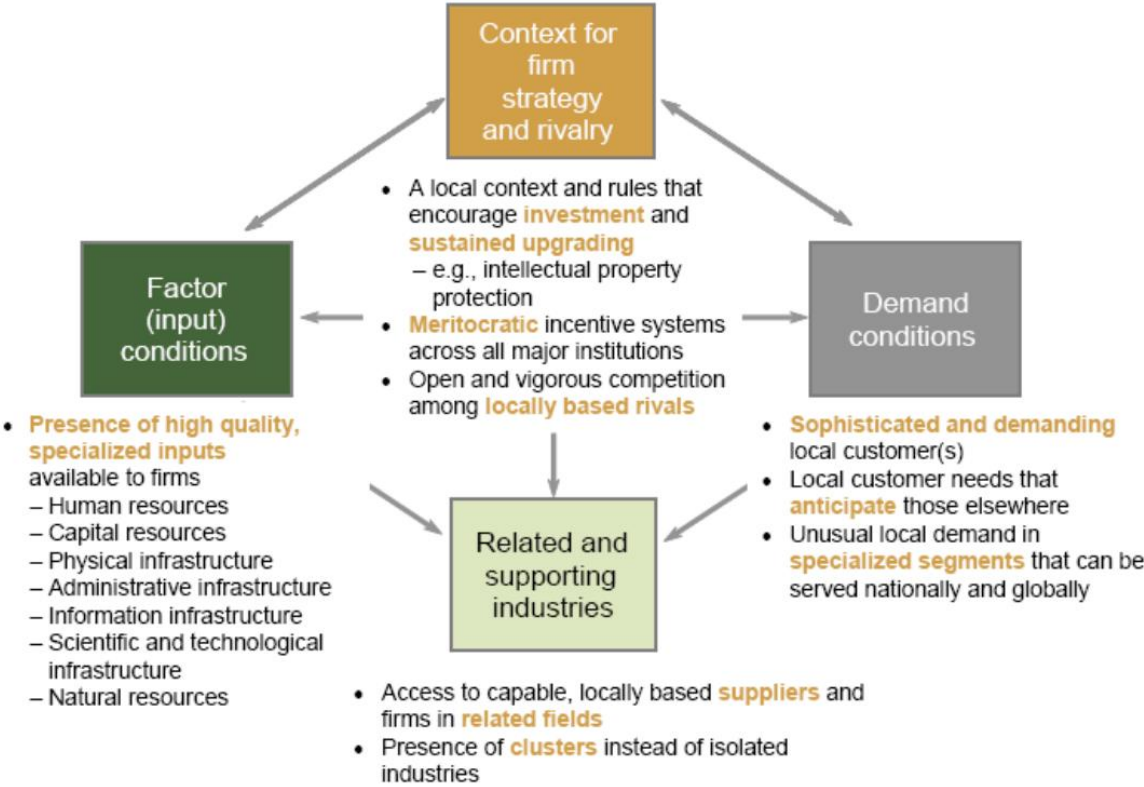 Context for
firm
strategy
and rivalry
• A local context and rules that
encourage investment and
sustained upgrading
– e.g., intellectual property
protection
• Meritocratic incentive systems
across all major institutions
• Open and vigorous competition
among locally based rivals
Factor
(input)
conditions
• Presence of high quality,
specialized inputs
available to firms
– Human resources
– Capital resources
– Physical infrastructure
– Administrative infrastructure
– Information infrastructure
– Scientific and technological
infrastructure
– Natural resources
Demand
conditions
• Sophisticated and demanding
local customer(s)
• Local customer needs that
anticipate those elsewhere
• Unusual local demand in
specialized segments that can be
served nationally and globally
Related and
supporting
industries
• Access to capable, locally based suppliers and
firms in related fields
• Presence of clusters instead of isolated
industries